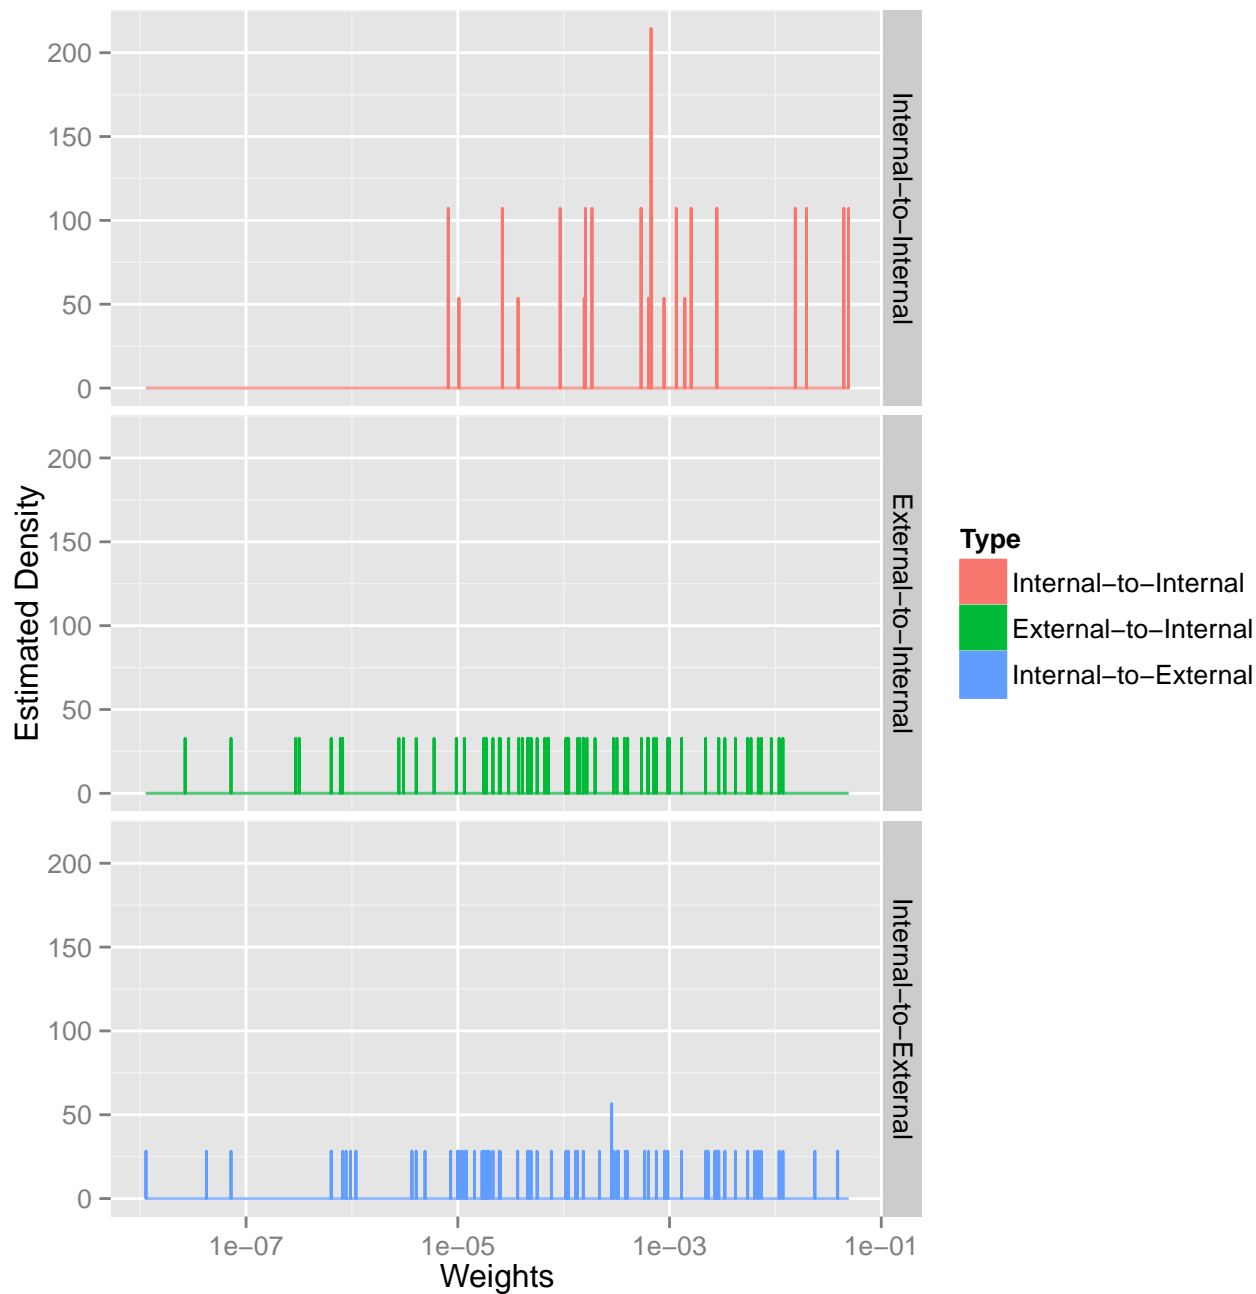 200
150
100
50
0
Internal−to−Internal
200
150
100
50
0
External−to−Internal
200
150
100
50
0
Internal−to−External
1e−07
1e−05
1e−03
1e−01
Weights
Estimated Density
Type
Internal−to−Internal
External−to−Internal
Internal−to−External